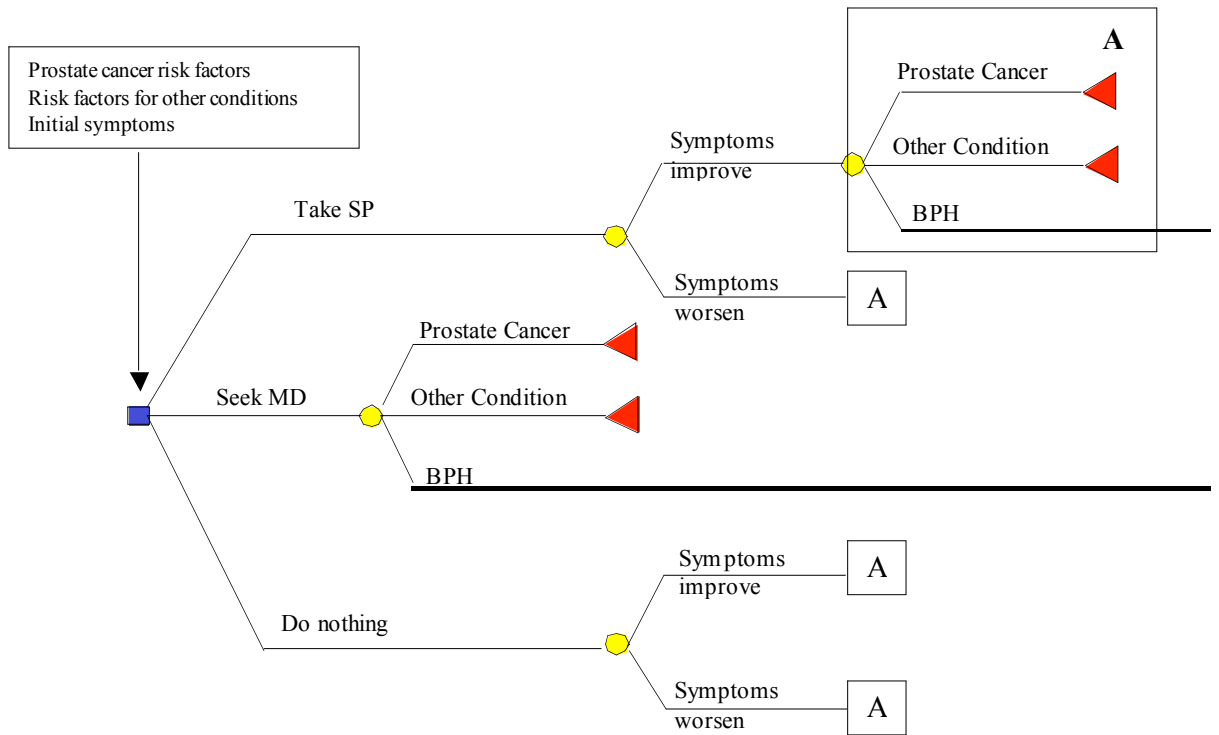 Prostate cancer risk factors
Risk factors for other conditions
Initial symptoms
A
Prostate Cancer
Other Condition
BPH
Symptoms
improve
Take SP
Symptoms
worsen
A
Prostate Cancer
Seek MD
Other Condition
BPH
Symptoms
improve
A
Do nothing
Symptoms
worsen
A